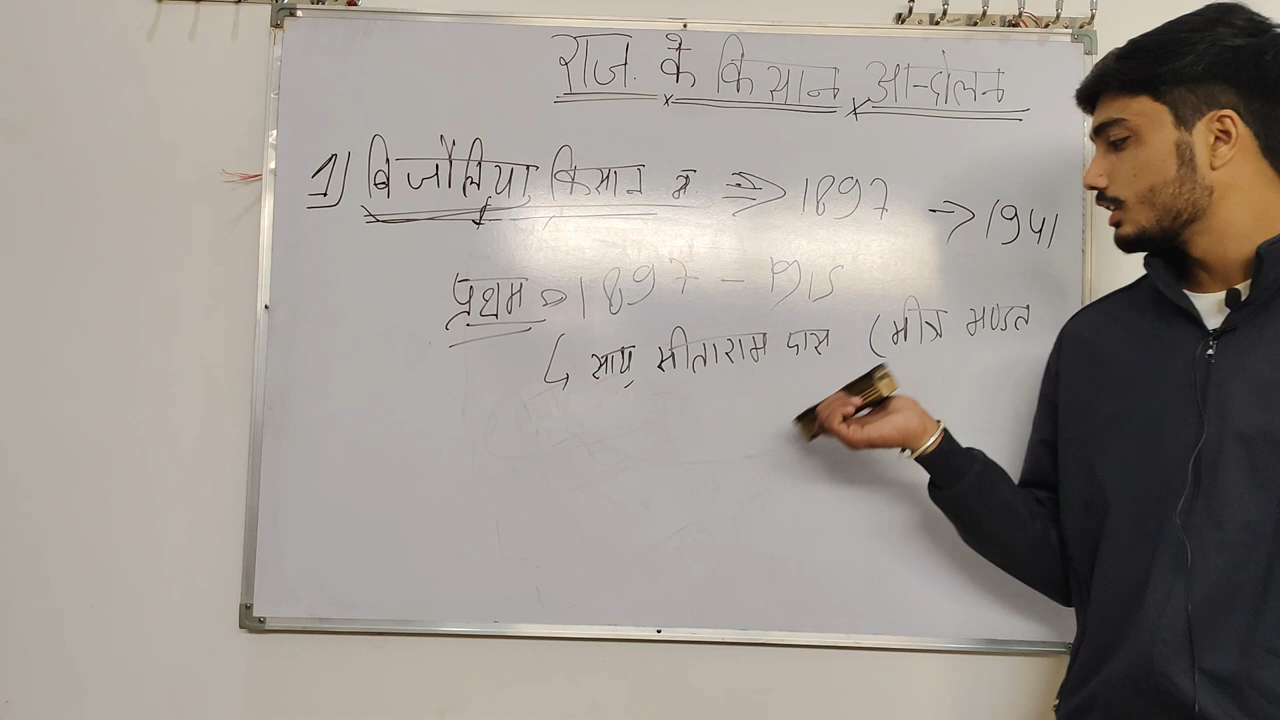 राज. के किसान आन्दोलन
1) बिजौलिया किसान => 1897 -> 1941
प्रथम => 1897 - 1915
↳ साधु सीताराम दास (मीत्र मण्डल